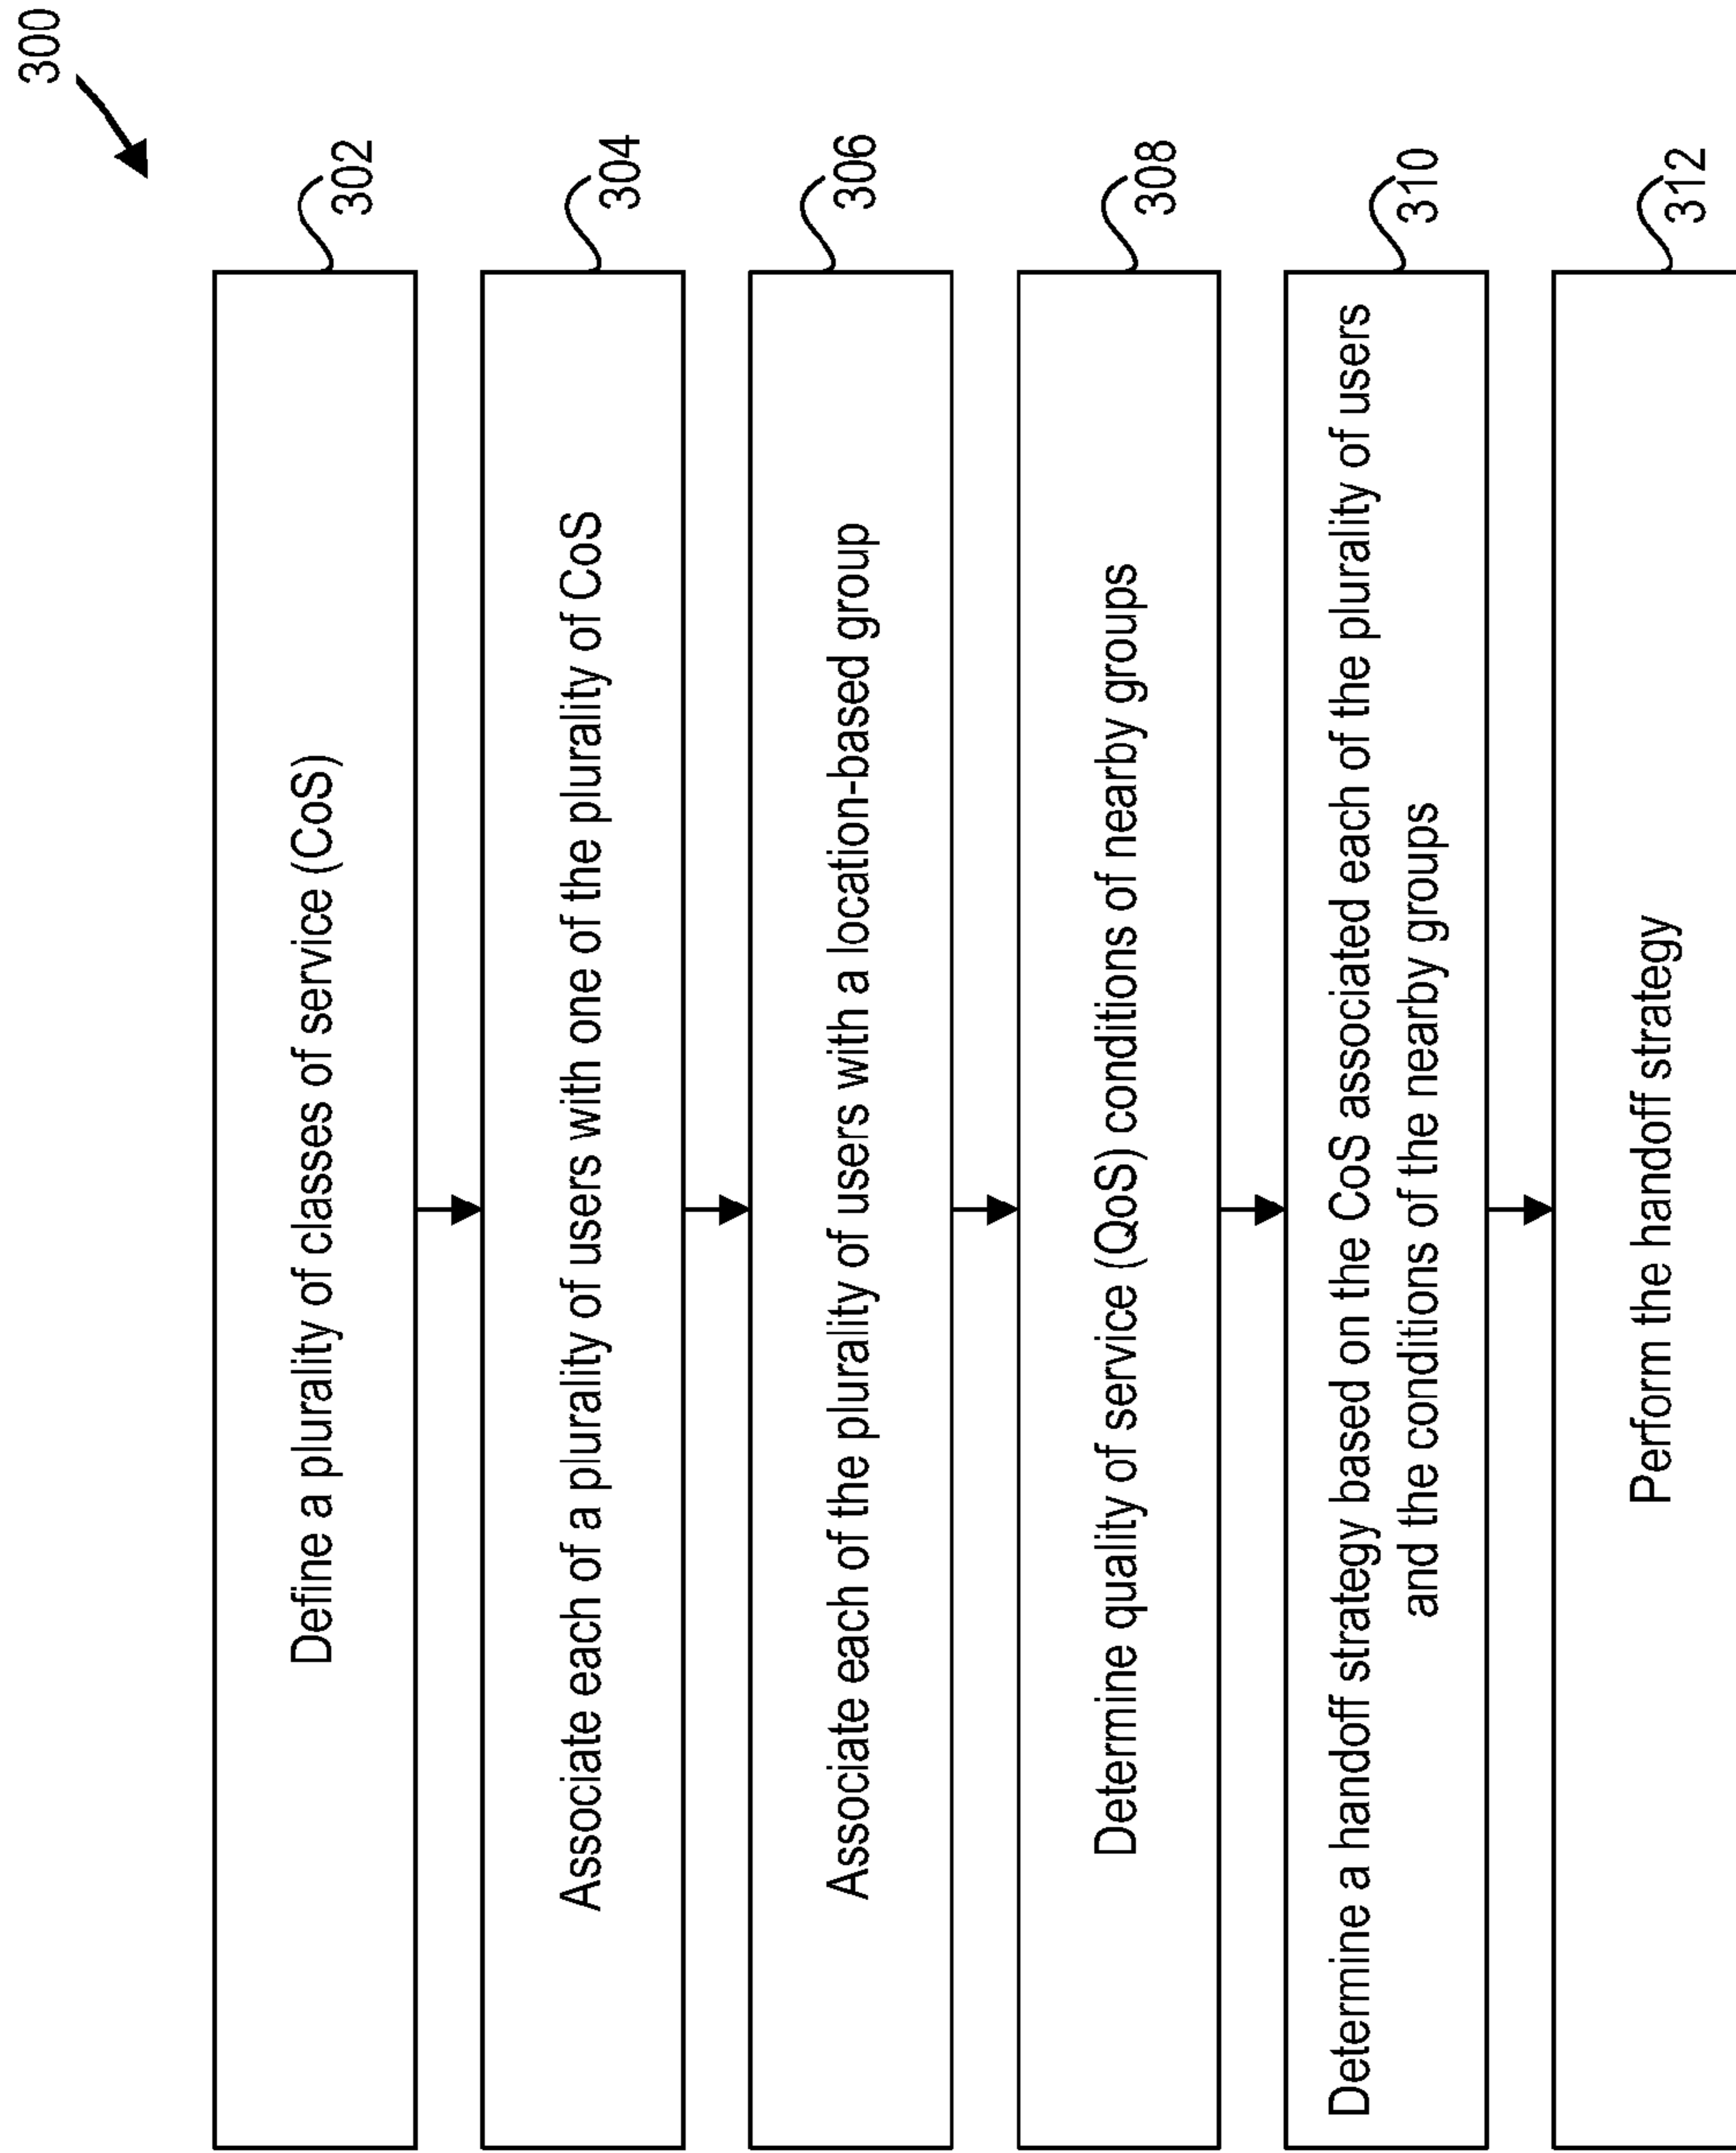 300
Define a plurality of classes of service (CoS)
302
Associate each of a plurality of users with one of the plurality of CoS
304
Associate each of the plurality of users with a location-based group
306
Determine quality of service (QoS) conditions of nearby groups
308
Determine a handoff strategy based on the CoS associated each of the plurality of users
and the conditions of the nearby groups
310
Perform the handoff strategy
312